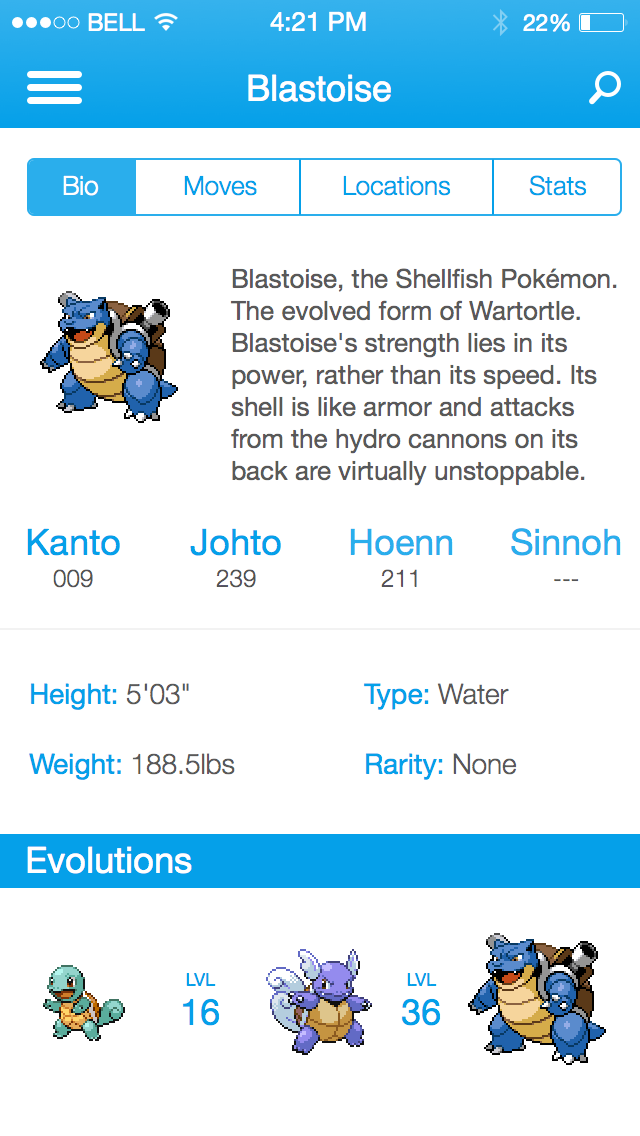 BELL 4:21 PM 22%
Blastoise
Bio Moves Locations Stats
Blastoise, the Shellfish Pokémon.
The evolved form of Wartortle.
Blastoise's strength lies in its
power, rather than its speed. Its
shell is like armor and attacks
from the hydro cannons on its
back are virtually unstoppable.
Kanto Johto Hoenn Sinnoh
009 239 211 ---
Height: 5'03" Type: Water
Weight: 188.5lbs Rarity: None
Evolutions
LVL LVL
16 36